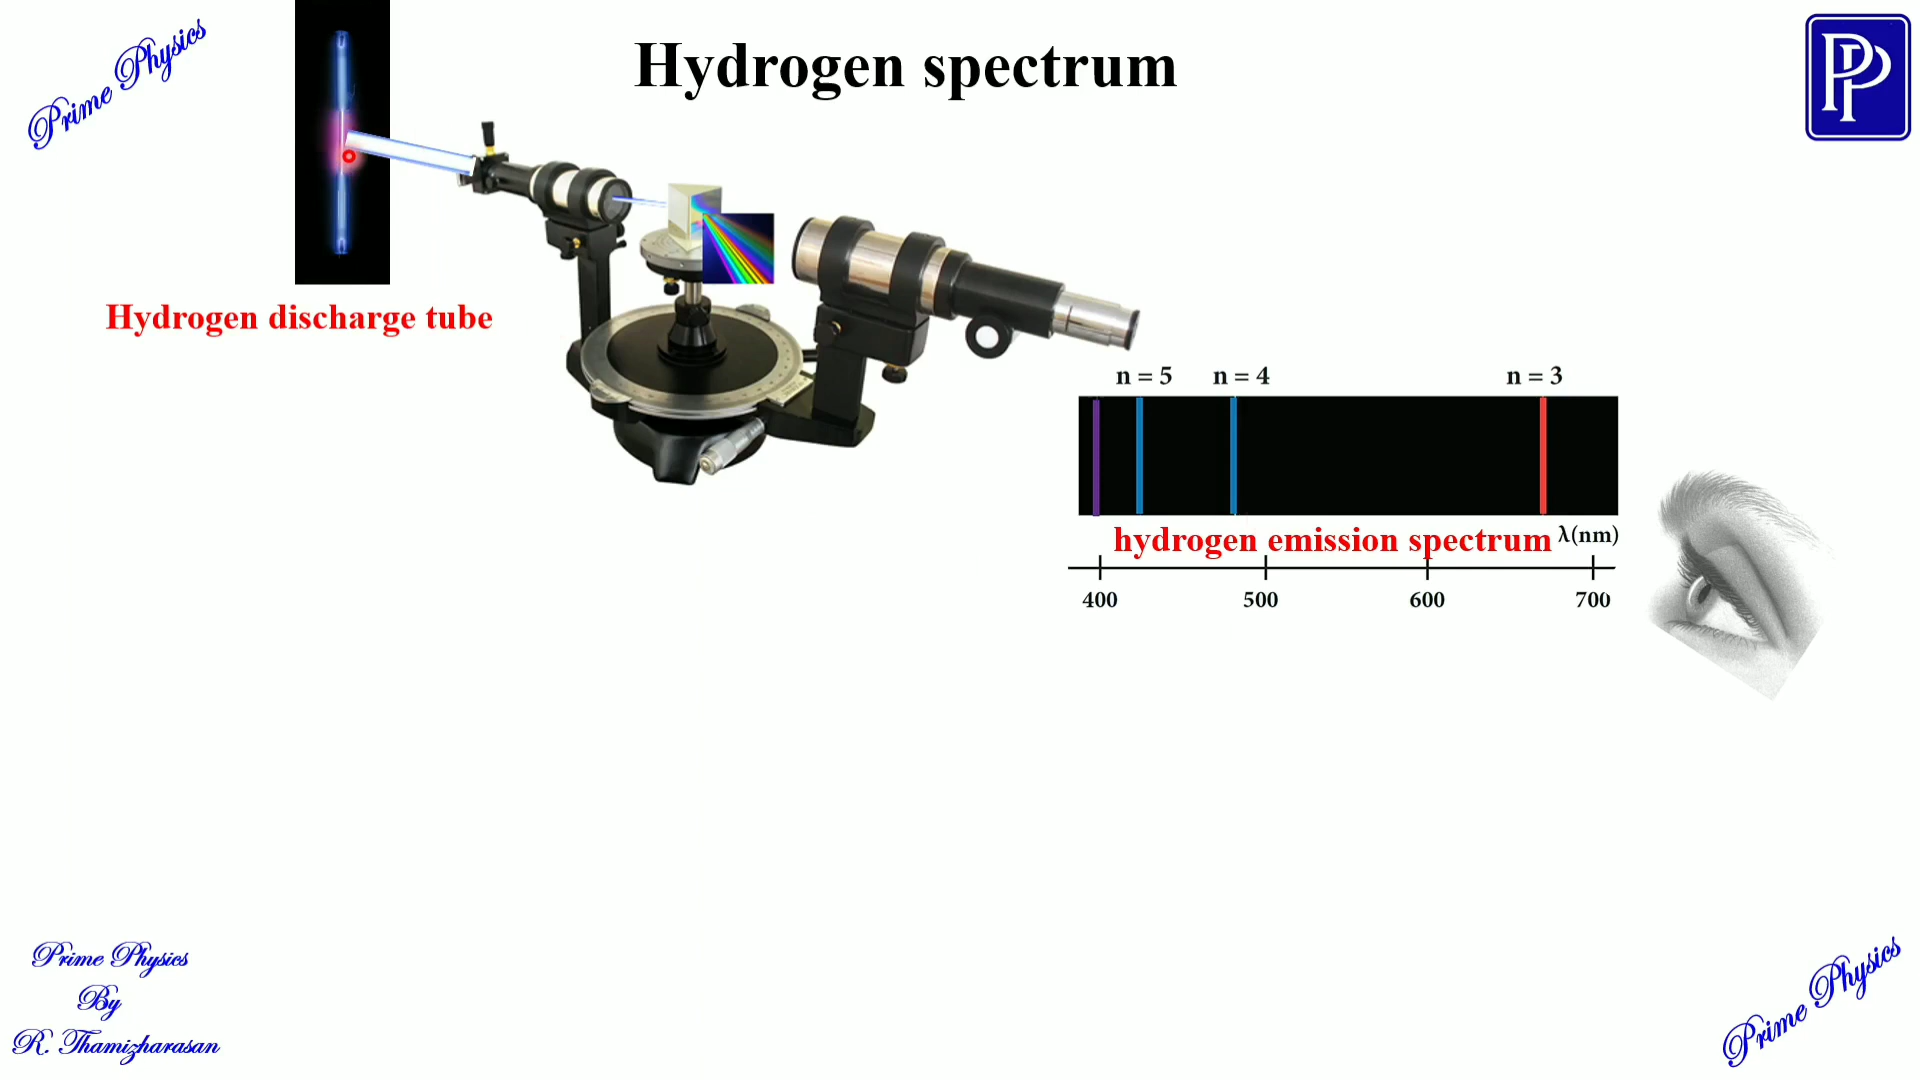 Prime Physics
Hydrogen spectrum
PP
Hydrogen discharge tube
n = 5 n = 4 n = 3
hydrogen emission spectrum λ(nm)
400 500 600 700
Prime Physics
By
R. Thamizharasan
Prime Physics